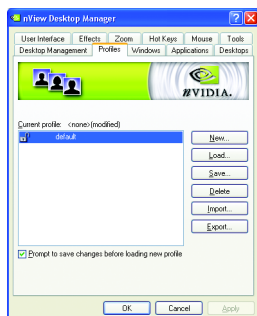 nView Desktop Manager
User Interface Effects Zoom Hot Keys Mouse Tools
Desktop Management Profiles Windows Applications Desktops
nVIDIA.
Current profile: <none>(modified)
default
New...
Load...
Save...
Delete
Import...
Export...
Prompt to save changes before loading new profile
OK Cancel Apply